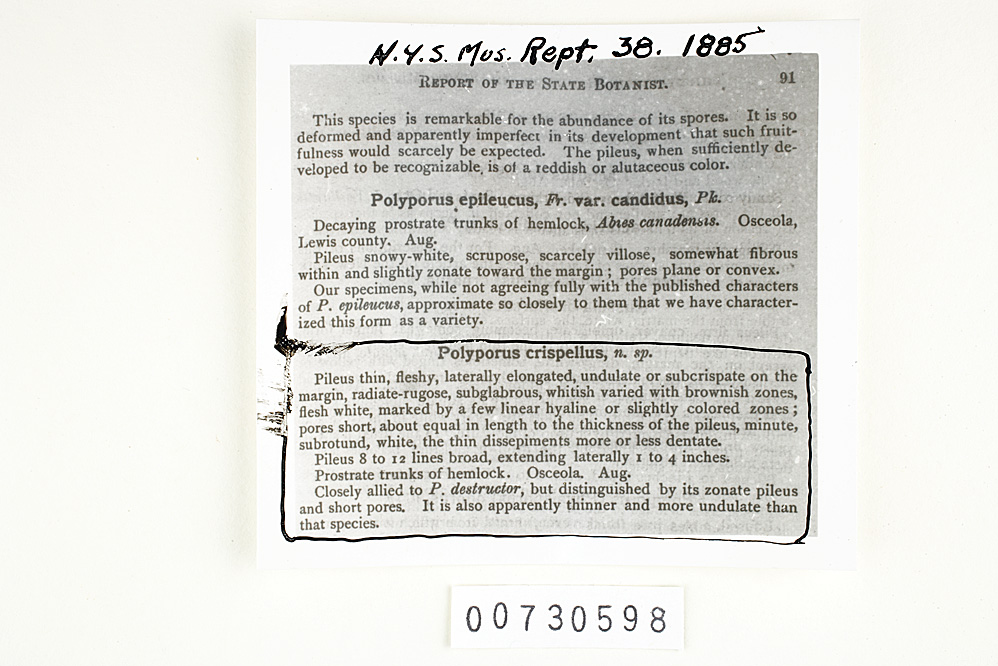 N.Y.S. Mus. Rept. 38. 1885
REPORT OF THE STATE BOTANIST. 91
This species is remarkable for the abundance of its spores. It is so
deformed and apparently imperfect in its development that such fruit-
fulness would scarcely be expected. The pileus, when sufficiently de-
veloped to be recognizable, is of a reddish or alutaceous color.
Polyporus epileucus, Fr. var. candidus, Pk.
Decaying prostrate trunks of hemlock, Abies canadensis. Osceola,
Lewis county. Aug.
Pileus snowy-white, scrupose, scarcely villose, somewhat fibrous
within and slightly zonate toward the margin ; pores plane or convex.
Our specimens, while not agreeing fully with the published characters
of P. epileucus, approximate so closely to them that we have character-
ized this form as a variety.
Polyporus crispellus, n. sp.
Pileus thin, fleshy, laterally elongated, undulate or subcrispate on the
margin, radiate-rugose, subglabrous, whitish varied with brownish zones,
flesh white, marked by a few linear hyaline or slightly colored zones ;
pores short, about equal in length to the thickness of the pileus, minute,
subrotund, white, the thin dissepiments more or less dentate.
Pileus 8 to 12 lines broad, extending laterally 1 to 4 inches.
Prostrate trunks of hemlock. Osceola. Aug.
Closely allied to P. destructor, but distinguished by its zonate pileus
and short pores. It is also apparently thinner and more undulate than
that species.
00730598